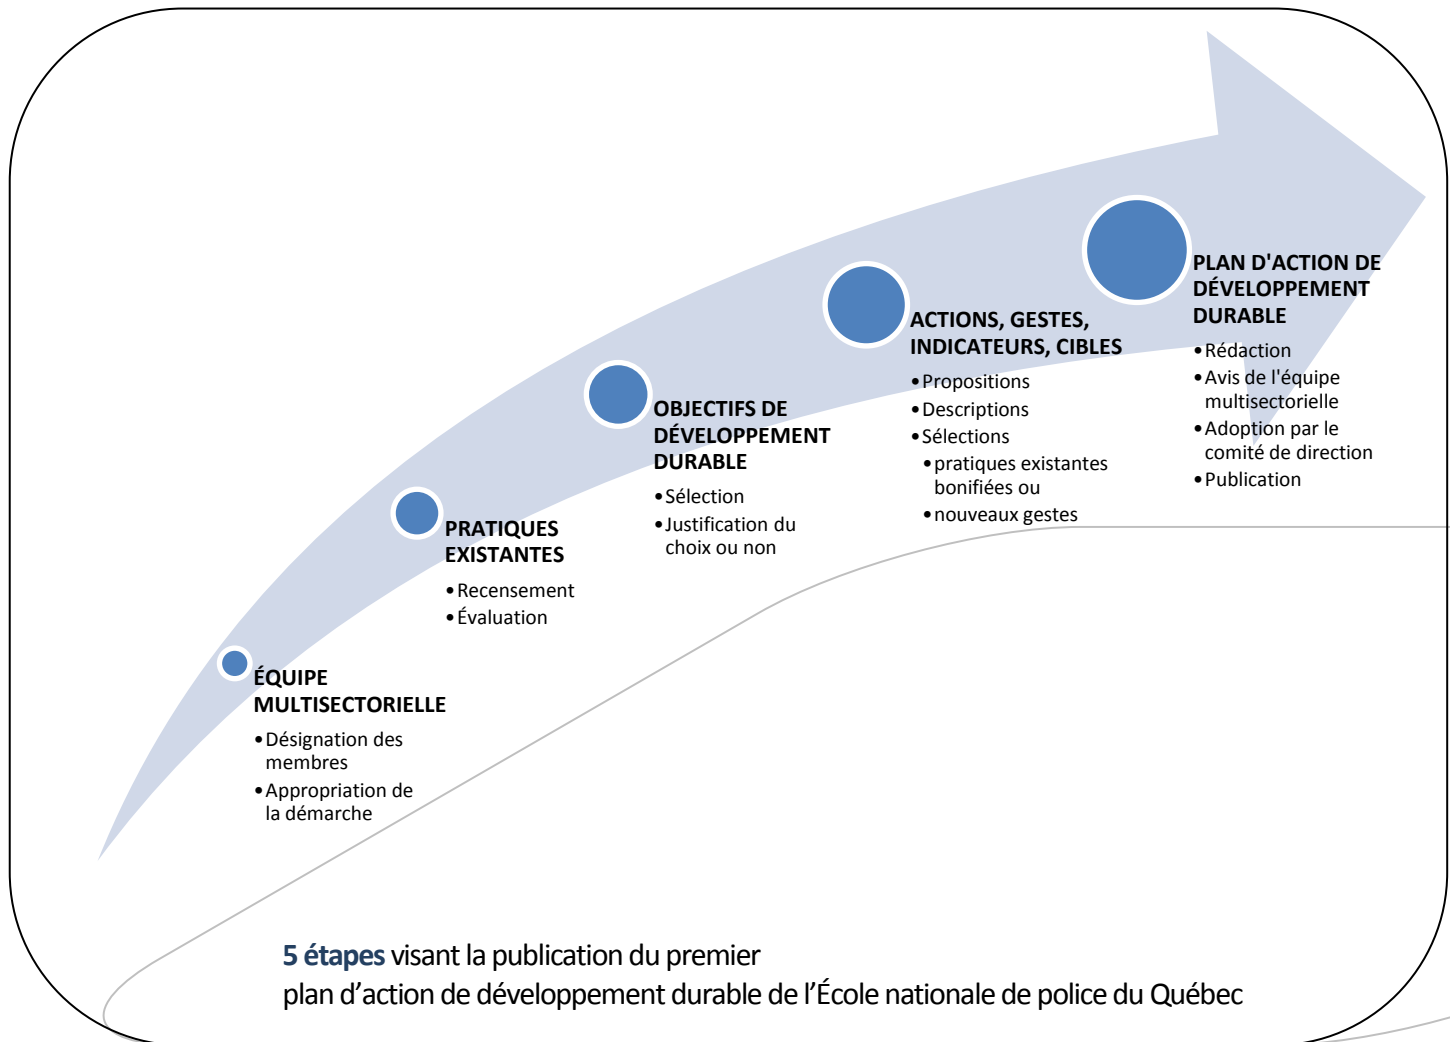 ÉQUIPE
MULTISECTORIELLE
•Désignation des
membres
•Appropriation de
la démarche
PRATIQUES
EXISTANTES
•Recensement
•Évaluation
OBJECTIFS DE
DÉVELOPPEMENT
DURABLE
•Sélection
•Justification du
choix ou non
ACTIONS, GESTES,
INDICATEURS, CIBLES
•Propositions
•Descriptions
•Sélections
•pratiques existantes
bonifiées ou
•nouveaux gestes
PLAN D'ACTION DE
DÉVELOPPEMENT
DURABLE
•Rédaction
•Avis de l'équipe
multisectorielle
•Adoption par le
comité de direction
•Publication
5 étapes visant la publication du premier
plan d’action de développement durable de l’École nationale de police du Québec